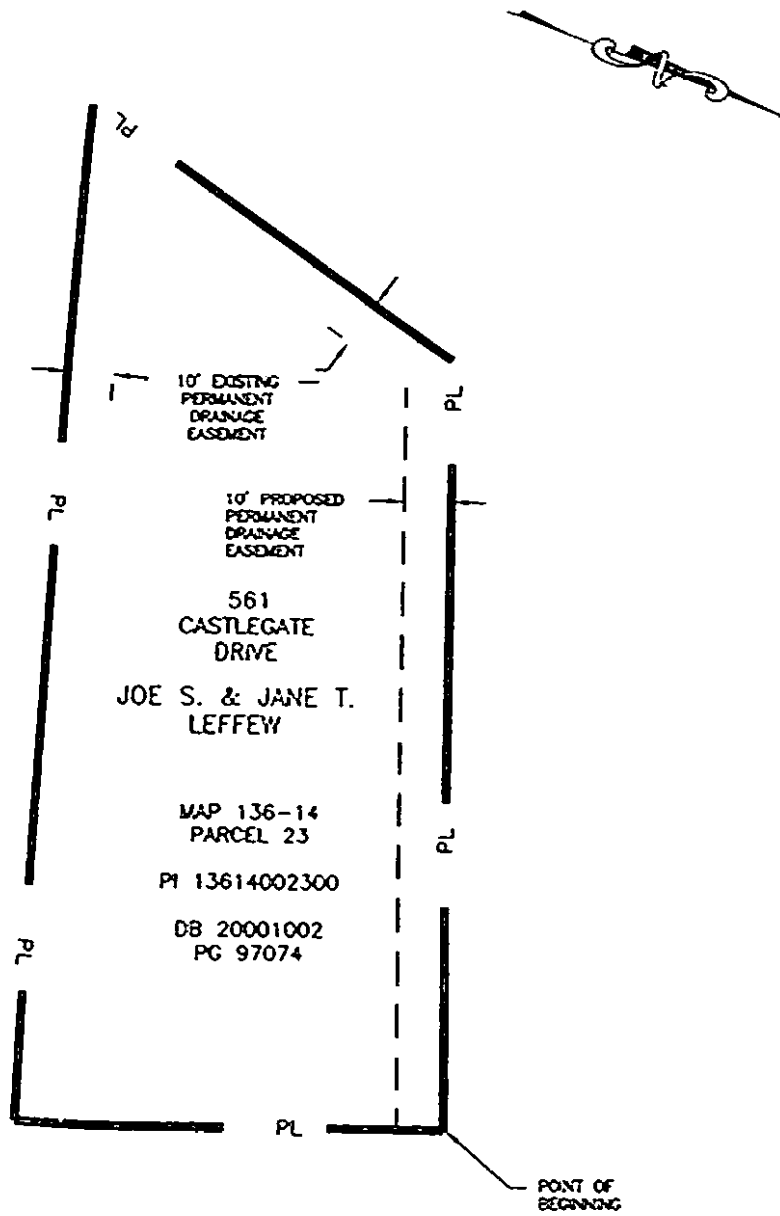 PL
10' EXISTING
PERMANENT
DRAINAGE
EASEMENT
PL
PL
10' PROPOSED
PERMANENT
DRAINAGE
EASEMENT
561
CASTLEGATE
DRIVE
JOE S. & JANE T.
LEFFEW
MAP 136-14
PARCEL 23
PL
PI 13614002300
DB 20001002
PG 97074
PL
PL
POINT OF
BEGINNING